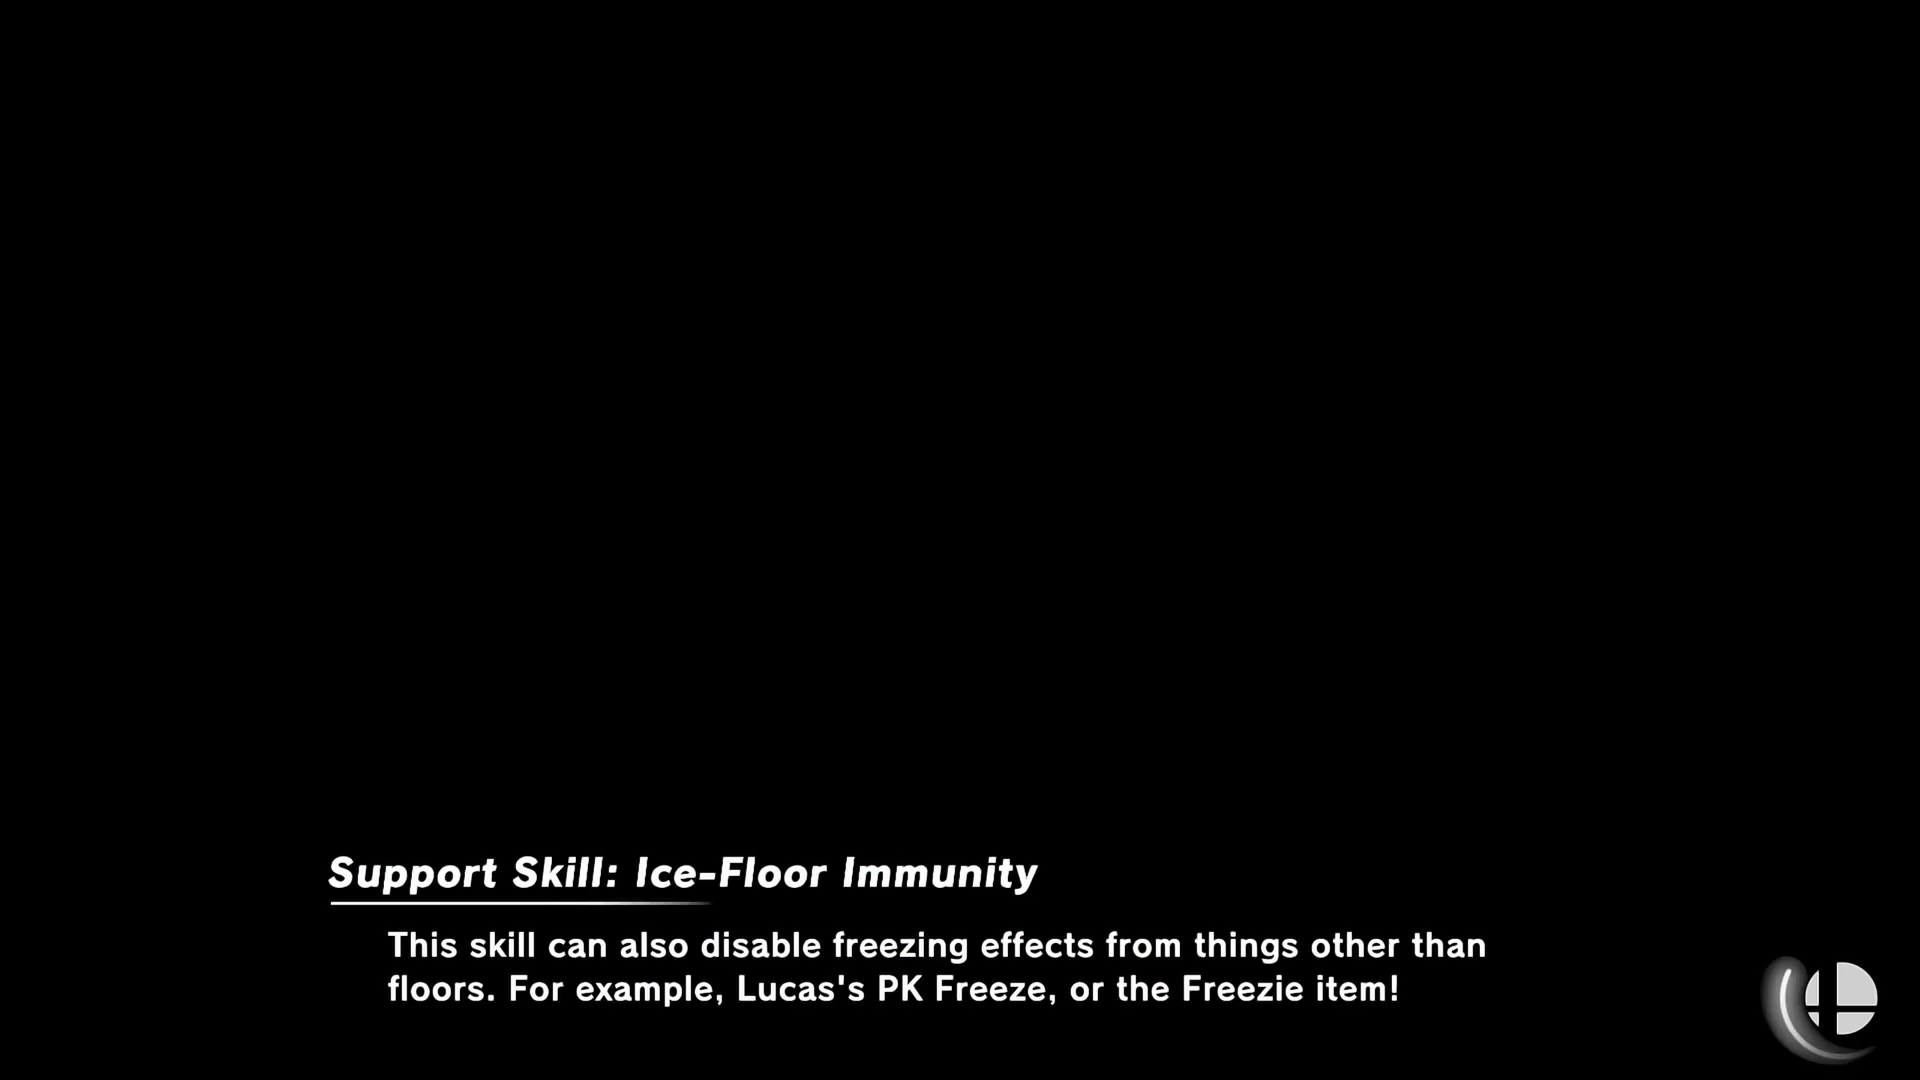 Support Skill: Ice-Floor Immunity
This skill can also disable freezing effects from things other than
floors. For example, Lucas's PK Freeze, or the Freezie item!